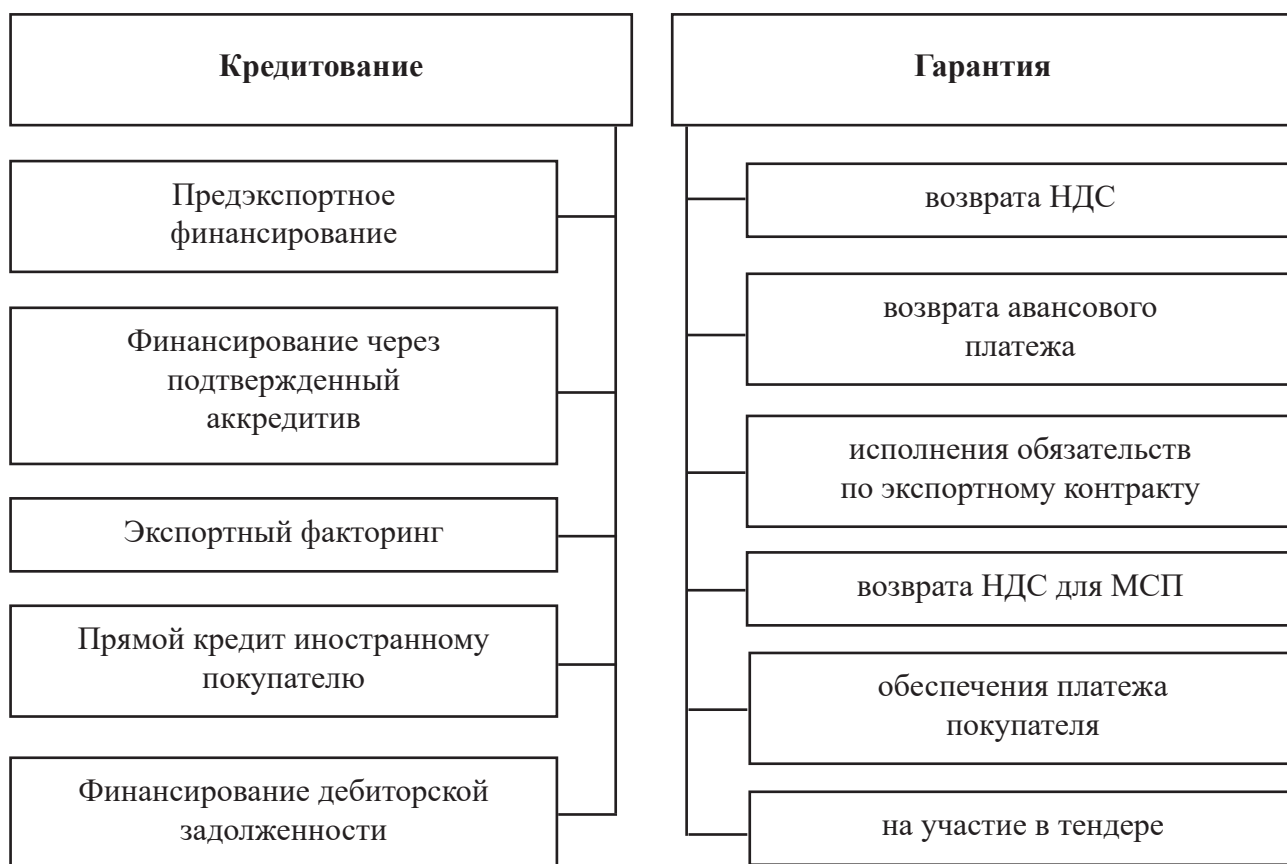 Кредитование
Предэкспортное
финансирование
Финансирование через
подтвержденный
аккредитив
Экспортный факторинг
Прямой кредит иностранному
покупателю
Финансирование дебиторской
задолженности
Гарантия
возврата НДС
возврата авансового
платежа
исполнения обязательств
по экспортному контракту
возврата НДС для МСП
обеспечения платежа
покупателя
на участие в тендере